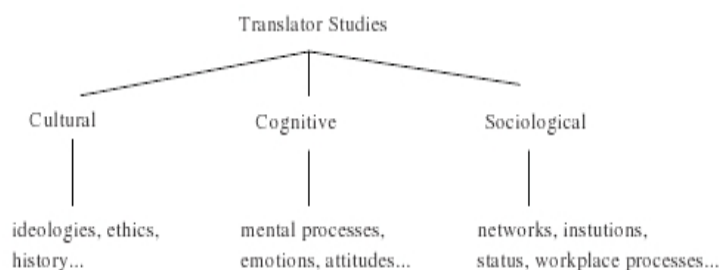 Translator Studies
Cultural
Cognitive
Sociological
ideologies, ethics,
history...
mental processes,
emotions, attitudes...
networks, instutions,
status, workplace processes...